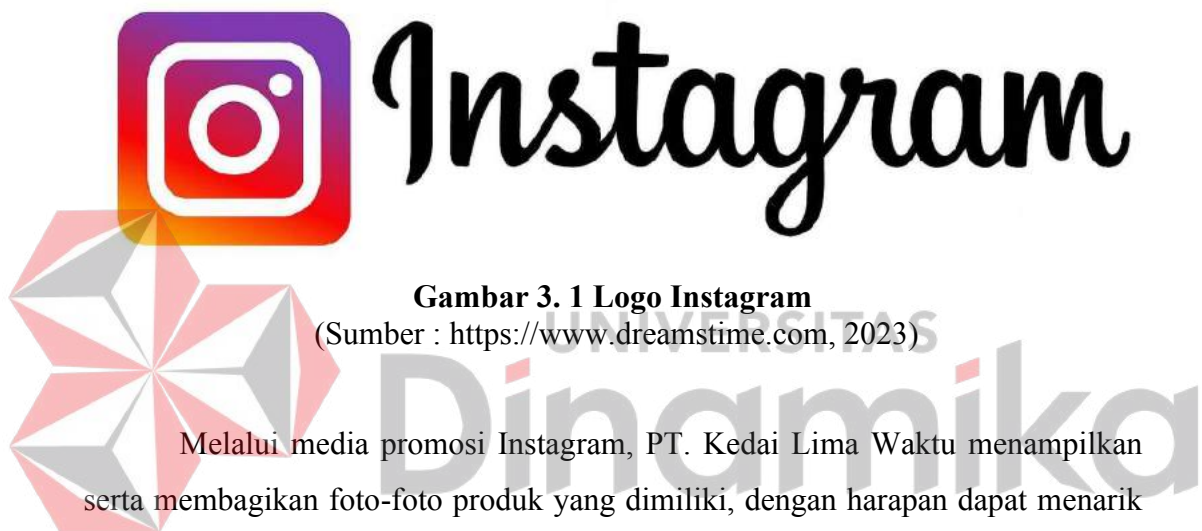 Instagram
Gambar 3. 1 Logo Instagram
(Sumber : https://www.dreamstime.com, 2023)
UNIVERSITAS
Dinamika
Melalui media promosi Instagram, PT. Kedai Lima Waktu menampilkan
serta membagikan foto-foto produk yang dimiliki, dengan harapan dapat menarik